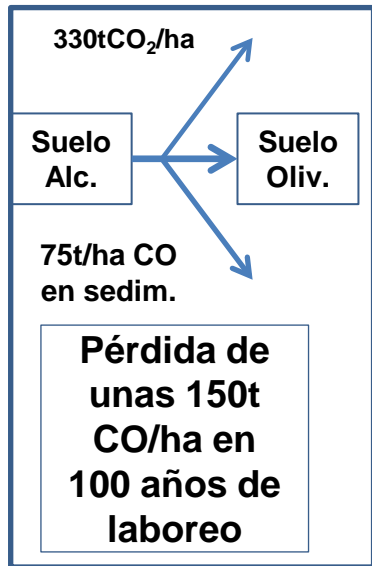 330tCO₂/ha
Suelo
Alc.
Suelo
Oliv.
75t/ha CO
en sedim.
Pérdida de
unas 150t
CO/ha en
100 años de
laboreo